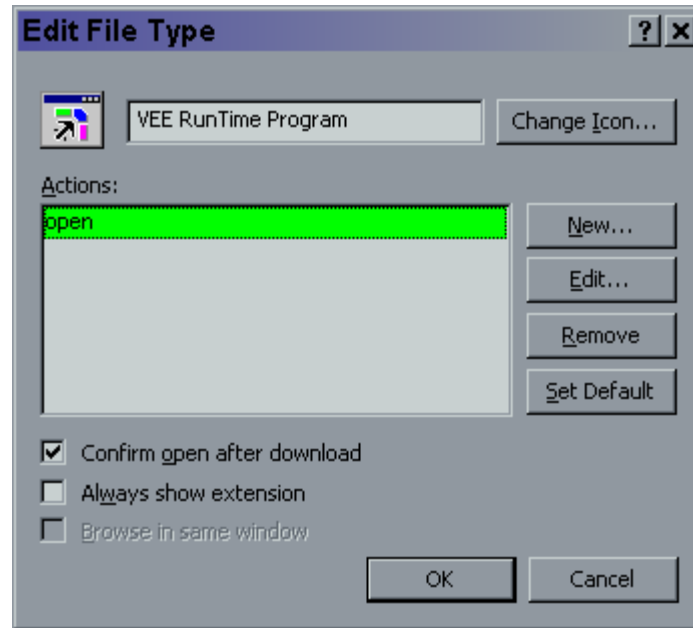 Edit File Type
?
VEE RunTime Program
Change Icon...
Actions:
open
New...
Edit...
Remove
Set Default
Confirm open after download
Always show extension
Browse in same window
OK
Cancel